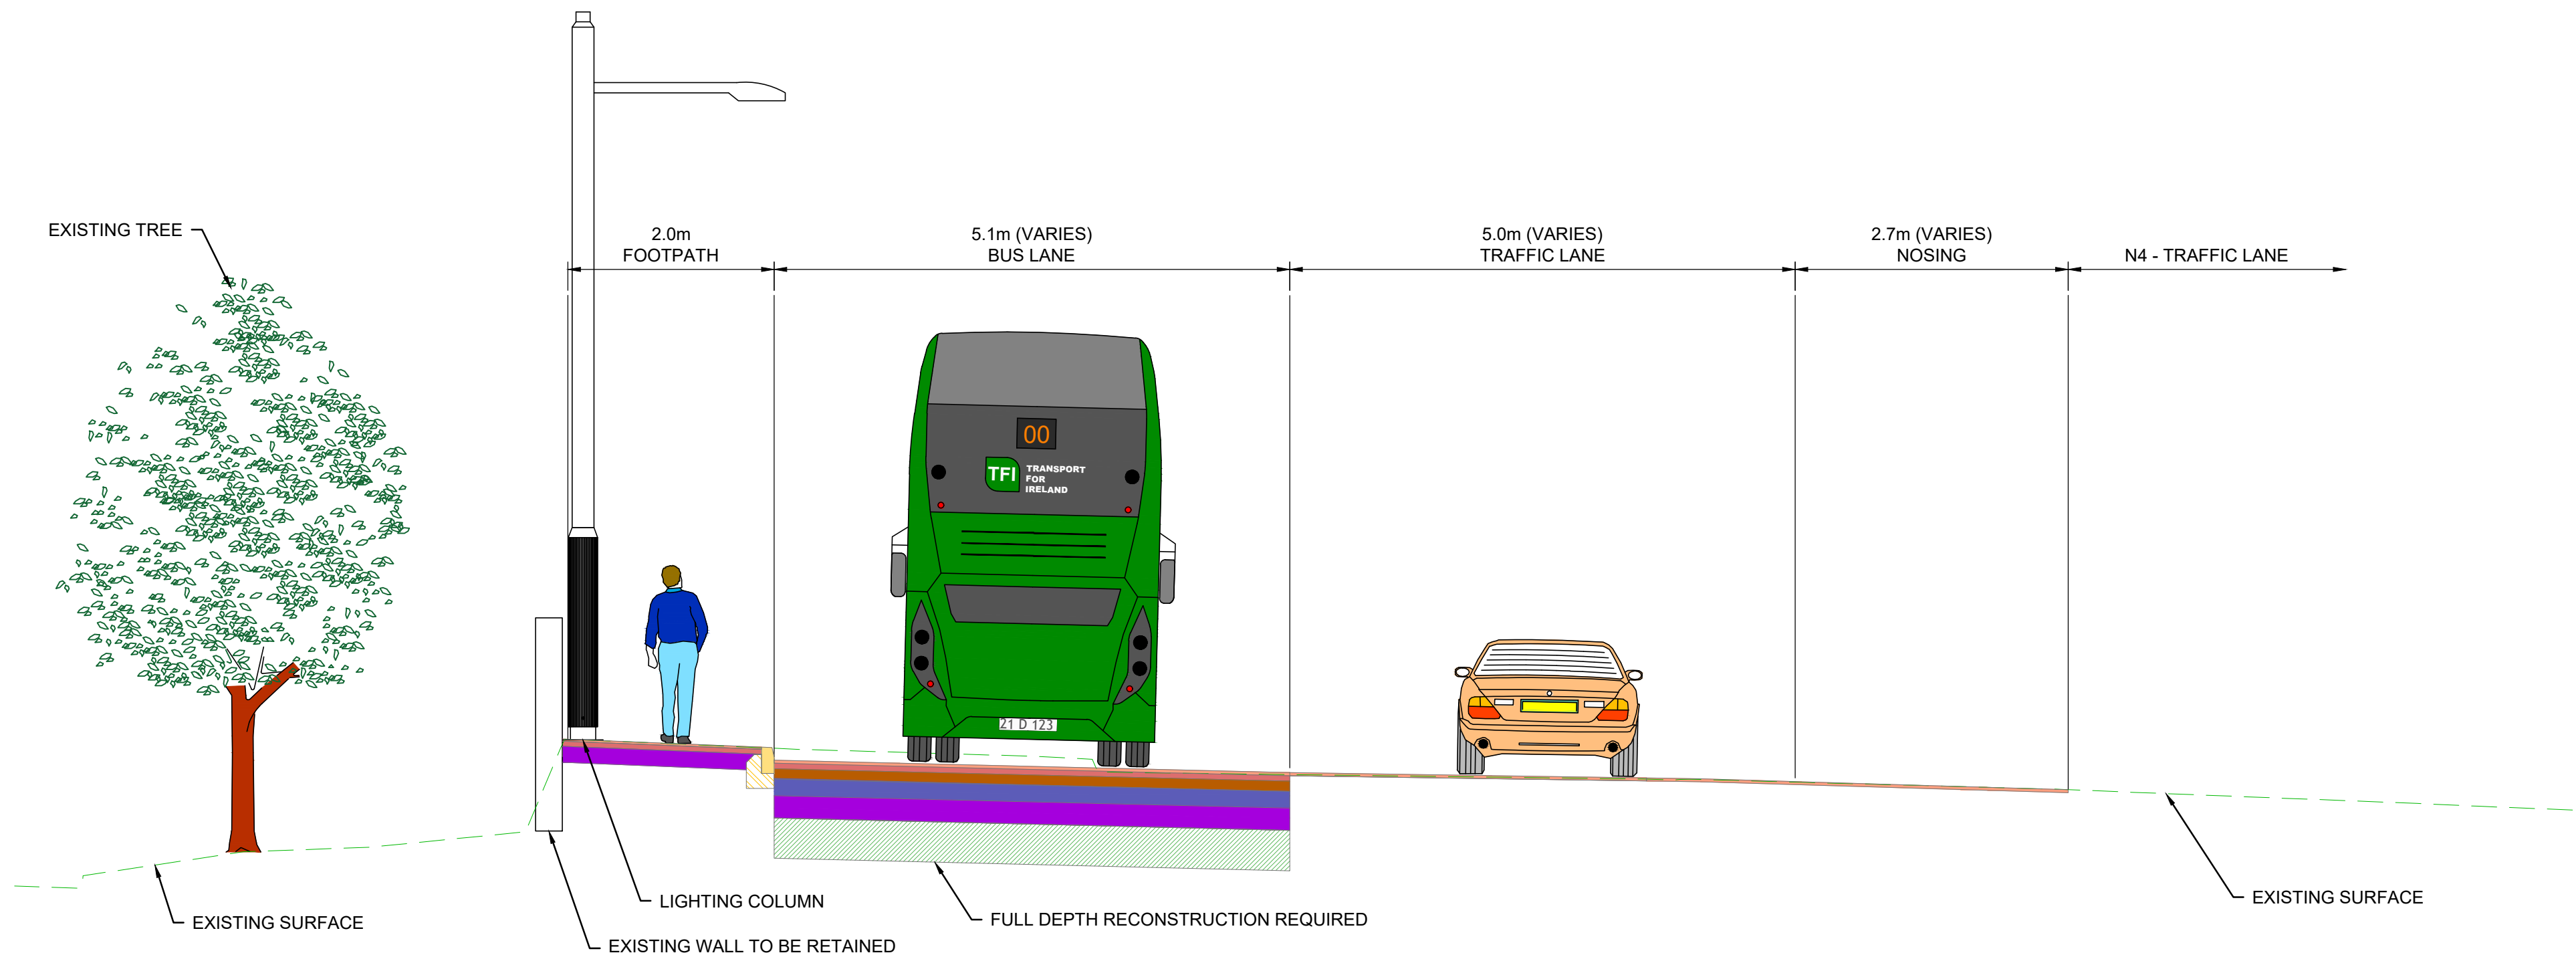 EXISTING TREE
2.0m
FOOTPATH
5.1m (VARIES)
BUS LANE
5.0m (VARIES)
TRAFFIC LANE
2.7m (VARIES)
NOSING
N4 - TRAFFIC LANE
00
TFI
TRANSPORT
FOR
IRELAND
21 D 123
LIGHTING COLUMN
EXISTING SURFACE
EXISTING WALL TO BE RETAINED
FULL DEPTH RECONSTRUCTION REQUIRED
EXISTING SURFACE